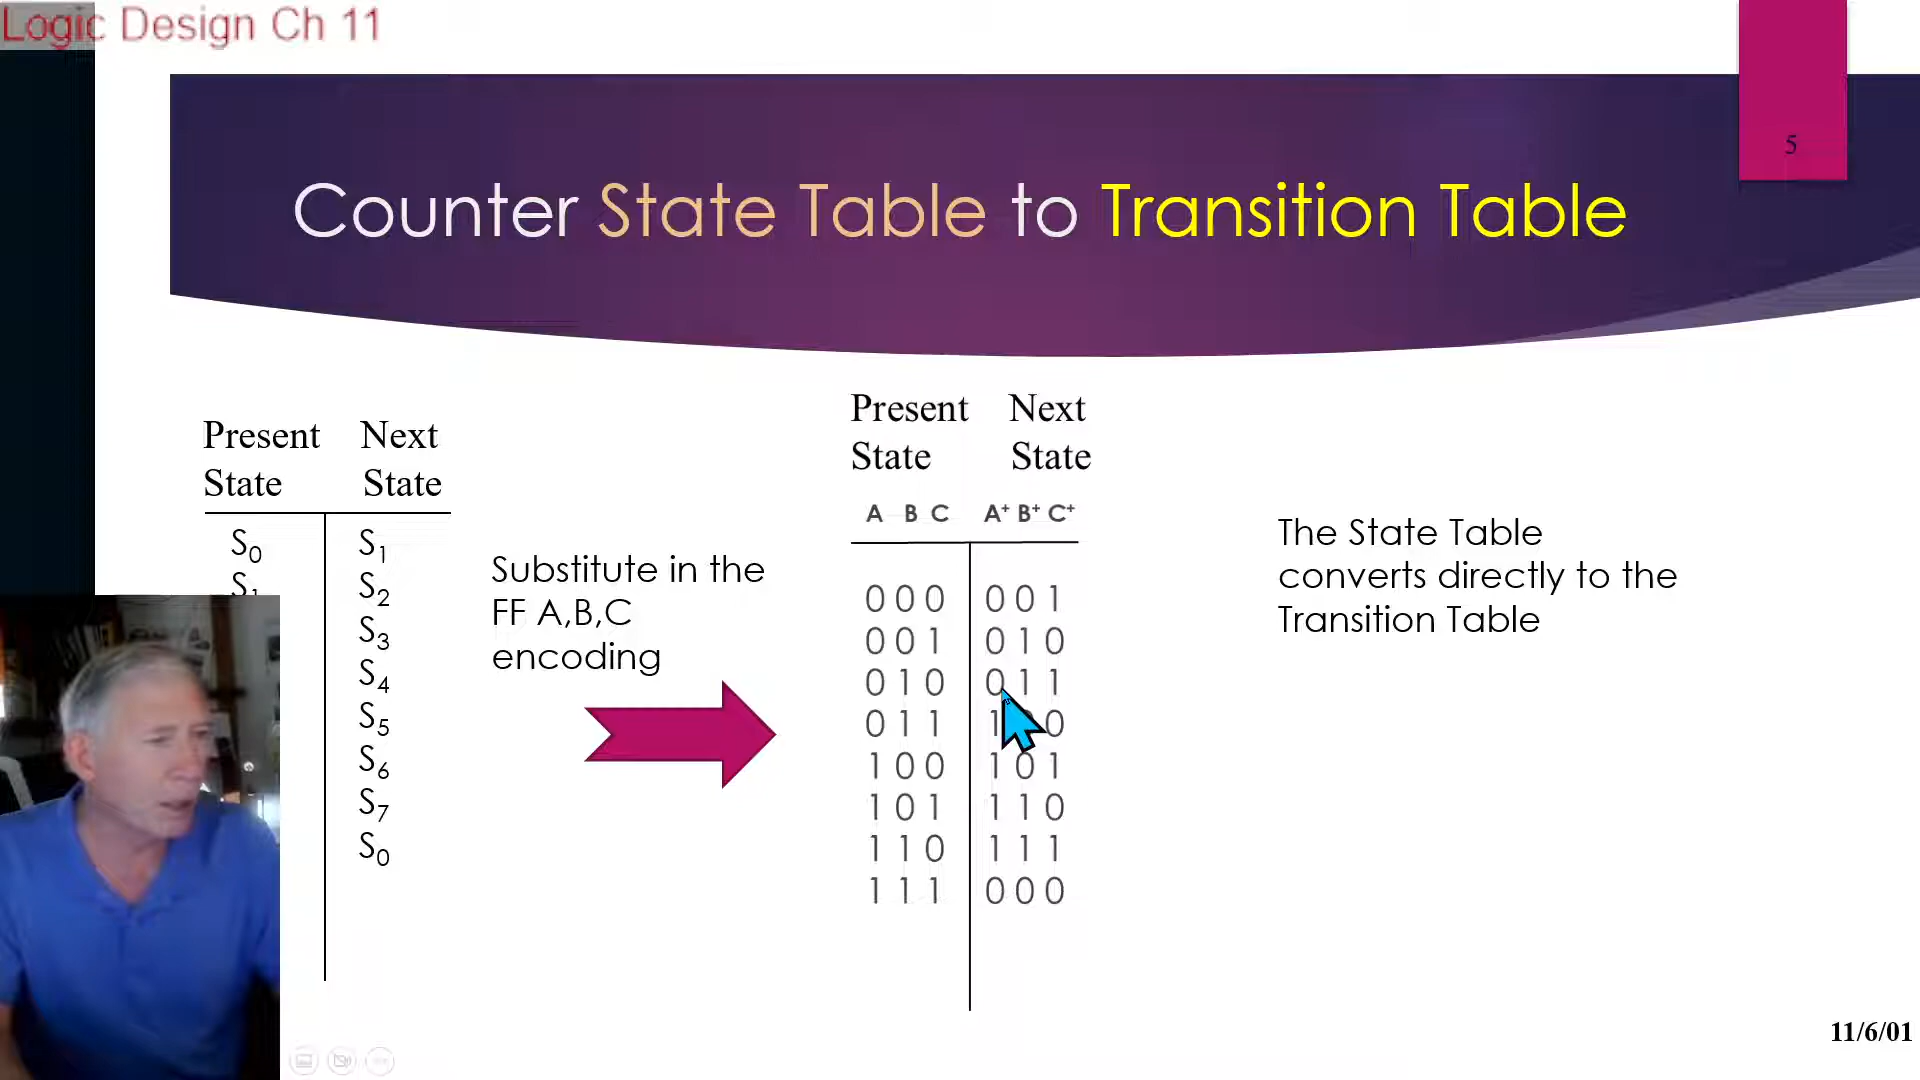 Logic Design Ch 11
5
Counter State Table to Transition Table
Present Next
State State
S0 S1
S1 S2
S3
S4
S5
S6
S7
S0
Substitute in the
FF A,B,C
encoding
Present Next
State State
A B C A+ B+ C+
0 0 0 0 0 1
0 0 1 0 1 0
0 1 0 0 1 1
0 1 1 1 0
1 0 0 1 0 1
1 0 1 1 1 0
1 1 0 1 1 1
1 1 1 0 0 0
The State Table
converts directly to the
Transition Table
11/6/01